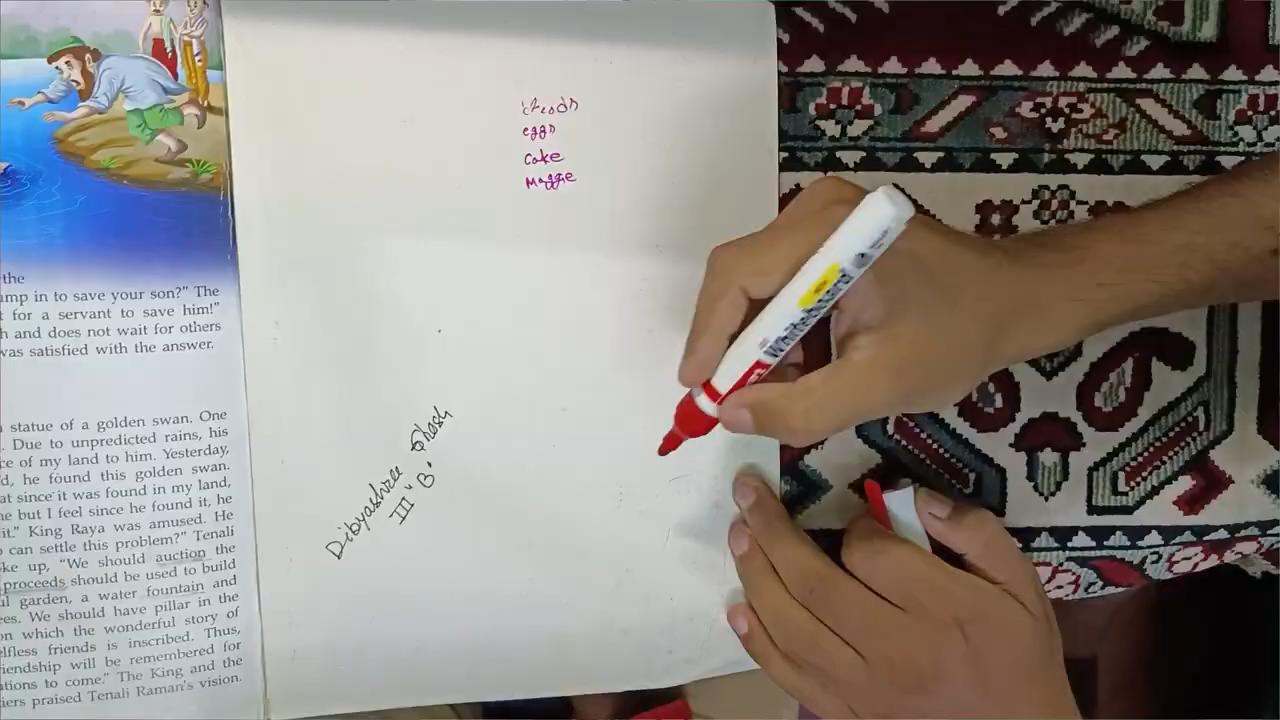 the
ump in to save your son?" The
t for a servant to save him!"
h and does not wait for others
was satisfied with the answer.
statue of a golden swan. One
. Due to unpredicted rains, his
ce of my land to him. Yesterday,
d, he found this golden swan.
at since it was found in my land,
ne but I feel since he found it, he
it." King Raya was amused. He
can settle this problem?" Tenali
ke up, "We should auction the
proceeds should be used to build
ul garden, a water fountain and
ees. We should have pillar in the
on which the wonderful story of
elfless friends is inscribed. Thus,
riendship will be remembered for
ations to come." The King and the
iers praised Tenali Raman's vision.
eggs
Cake
Maggie
Dibyashree Ghosh
III "B"
Whiteboard